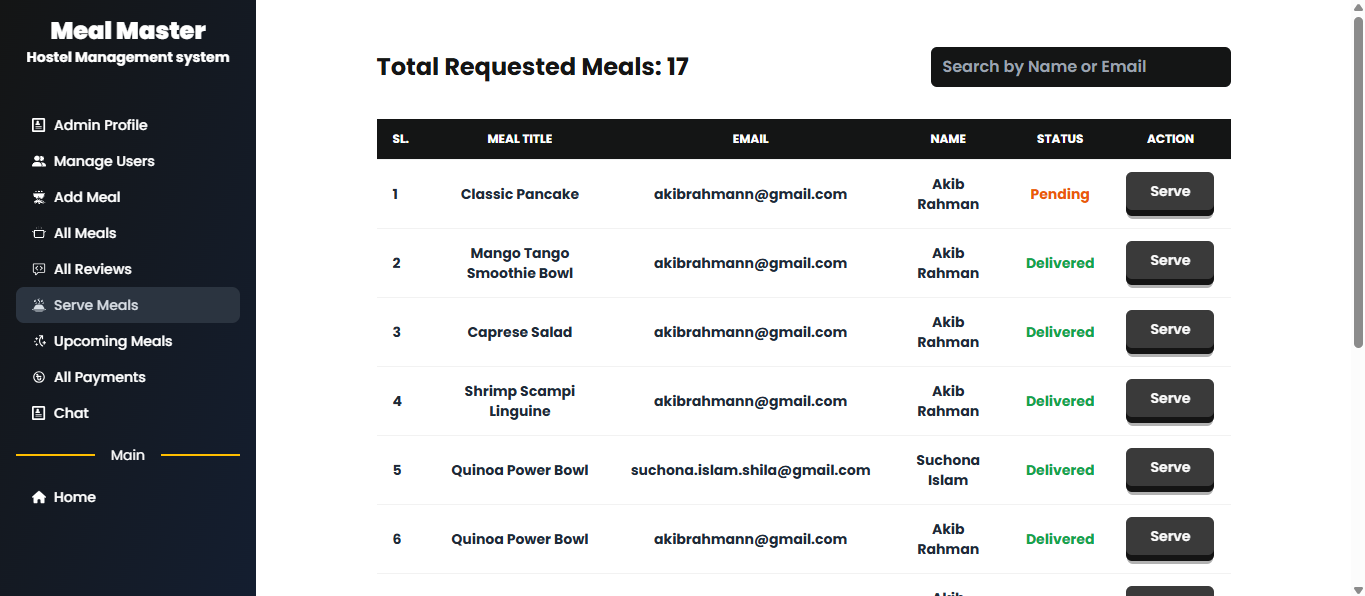 Meal Master
Hostel Management system
Admin Profile
Manage Users
Add Meal
All Meals
All Reviews
Serve Meals
Upcoming Meals
All Payments
Chat
Main
Home
Total Requested Meals: 17
Search by Name or Email
SL. MEAL TITLE EMAIL NAME STATUS ACTION
1 Classic Pancake akibrahmann@gmail.com Akib Rahman Pending Serve
2 Mango Tango Smoothie Bowl akibrahmann@gmail.com Akib Rahman Delivered Serve
3 Caprese Salad akibrahmann@gmail.com Akib Rahman Delivered Serve
4 Shrimp Scampi Linguine akibrahmann@gmail.com Akib Rahman Delivered Serve
5 Quinoa Power Bowl suchona.islam.shila@gmail.com Suchona Islam Delivered Serve
6 Quinoa Power Bowl akibrahmann@gmail.com Akib Rahman Delivered Serve